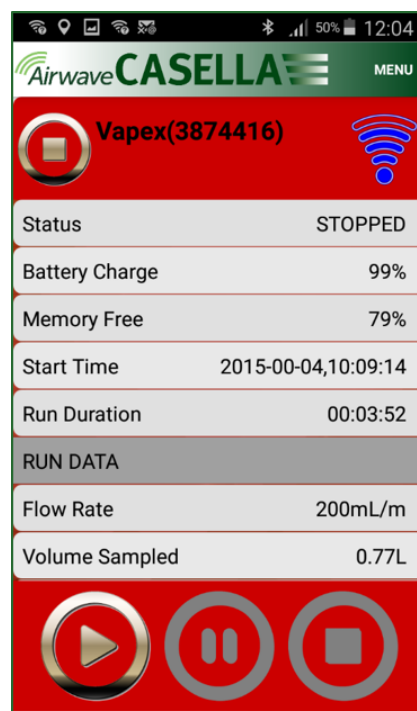 50% 12:04
Airwave CASELLA MENU
Vapex(3874416)
Status STOPPED
Battery Charge 99%
Memory Free 79%
Start Time 2015-00-04,10:09:14
Run Duration 00:03:52
RUN DATA
Flow Rate 200mL/m
Volume Sampled 0.77L